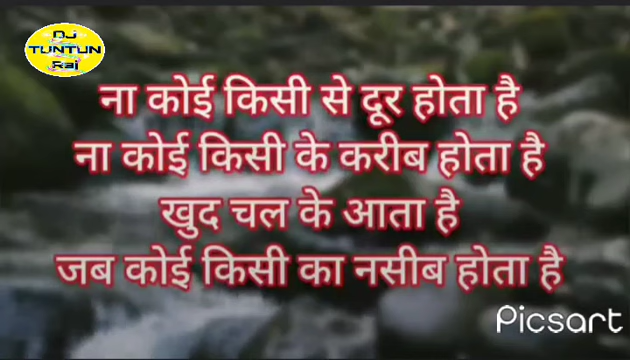 DJ
TUNTUN
Rai
ना कोई किसी से दूर होता है
ना कोई किसी के करीब होता है
खुद चल के आता है
जब कोई किसी का नसीब होता है
Picsart